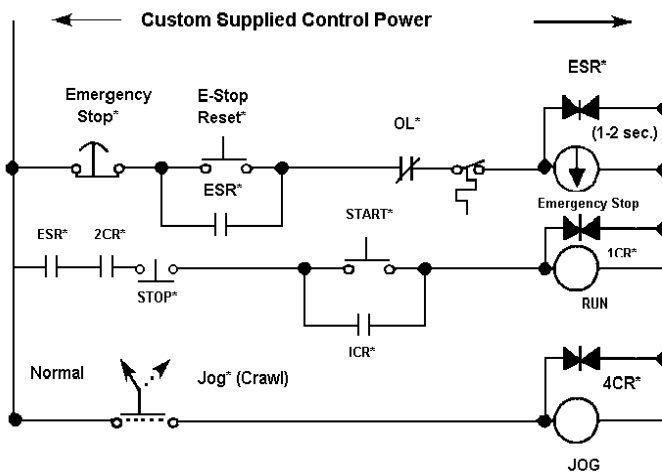 Custom Supplied Control Power
ESR*
Emergency
Stop*
E-Stop
Reset*
OL*
(1-2 sec.)
ESR*
Emergency Stop
START*
ESR*
2CR*
STOP*
1CR*
RUN
ICR*
Normal
Jog* (Crawl)
4CR*
JOG